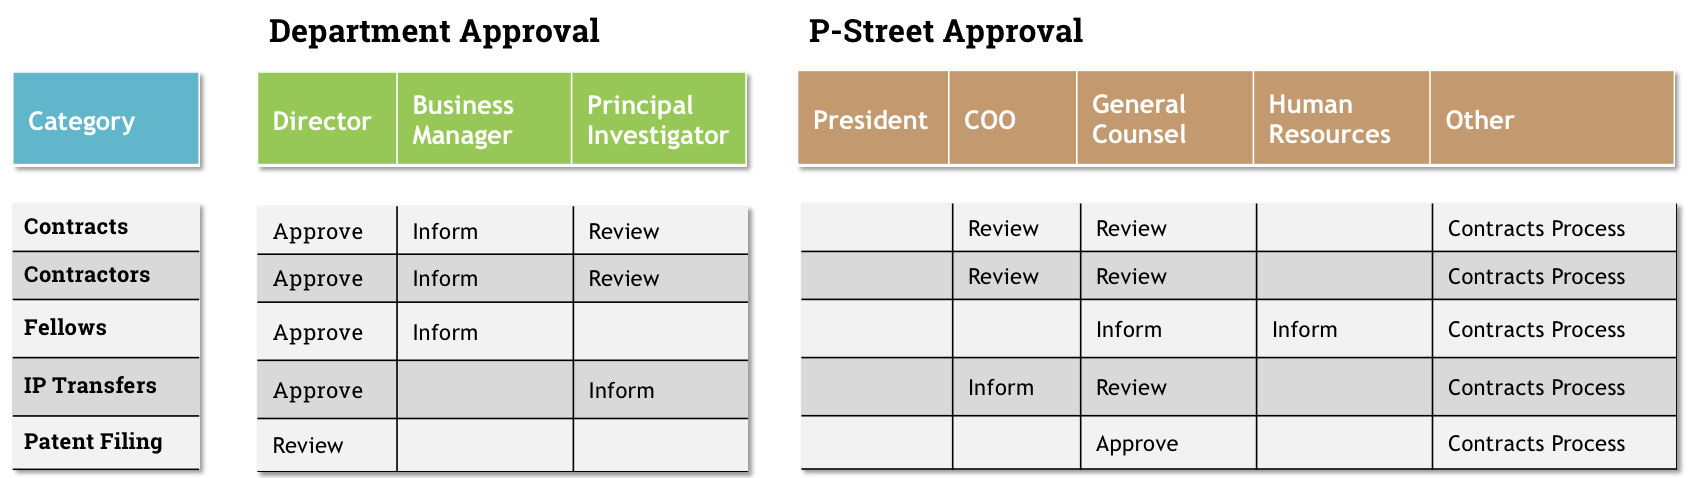 Department Approval
P-Street Approval
Category
Director
Business
Manager
Principal
Investigator
President
COO
General
Counsel
Human
Resources
Other
Contracts
Approve
Inform
Review
Review
Review
Contracts Process
Contractors
Approve
Inform
Review
Review
Review
Contracts Process
Fellows
Approve
Inform
Inform
Inform
Contracts Process
IP Transfers
Approve
Inform
Inform
Review
Contracts Process
Patent Filing
Review
Approve
Contracts Process